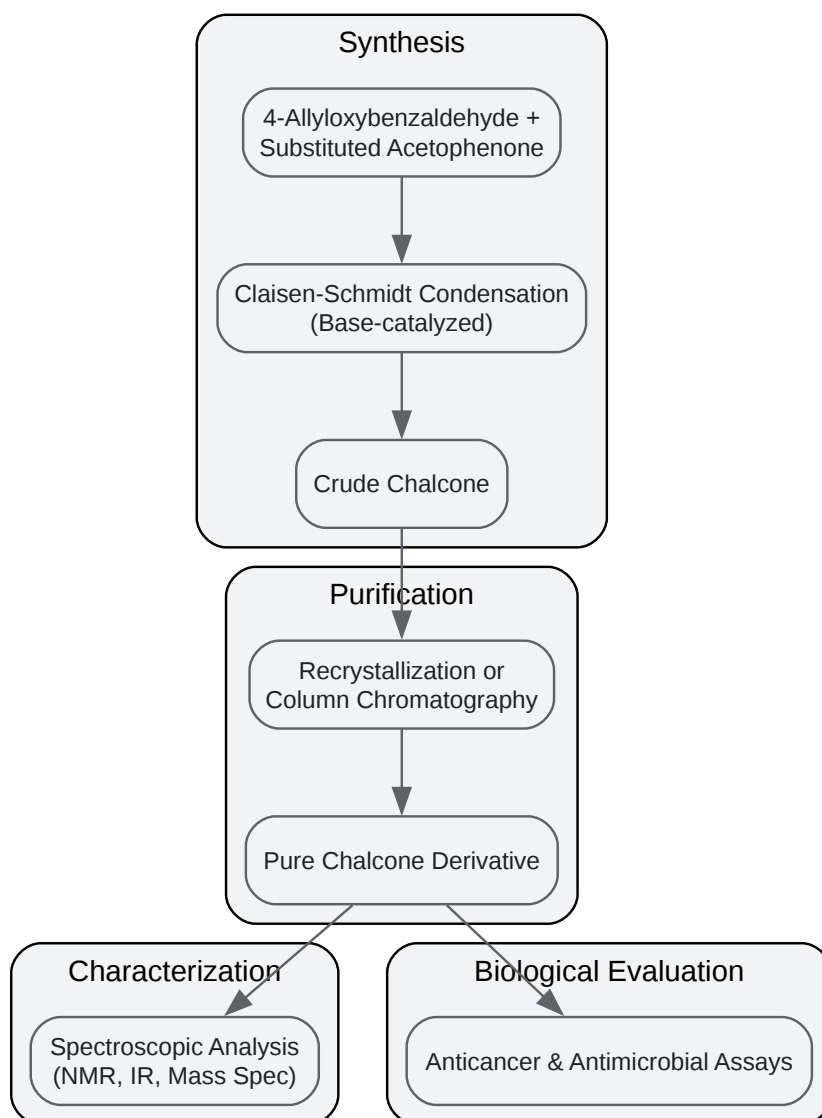 Synthesis
4-Allyloxybenzaldehyde +
Substituted Acetophenone
Claisen-Schmidt Condensation
(Base-catalyzed)
Crude Chalcone
Purification
Recrystallization or
Column Chromatography
Pure Chalcone Derivative
Characterization
Spectroscopic Analysis
(NMR, IR, Mass Spec)
Biological Evaluation
Anticancer & Antimicrobial Assays